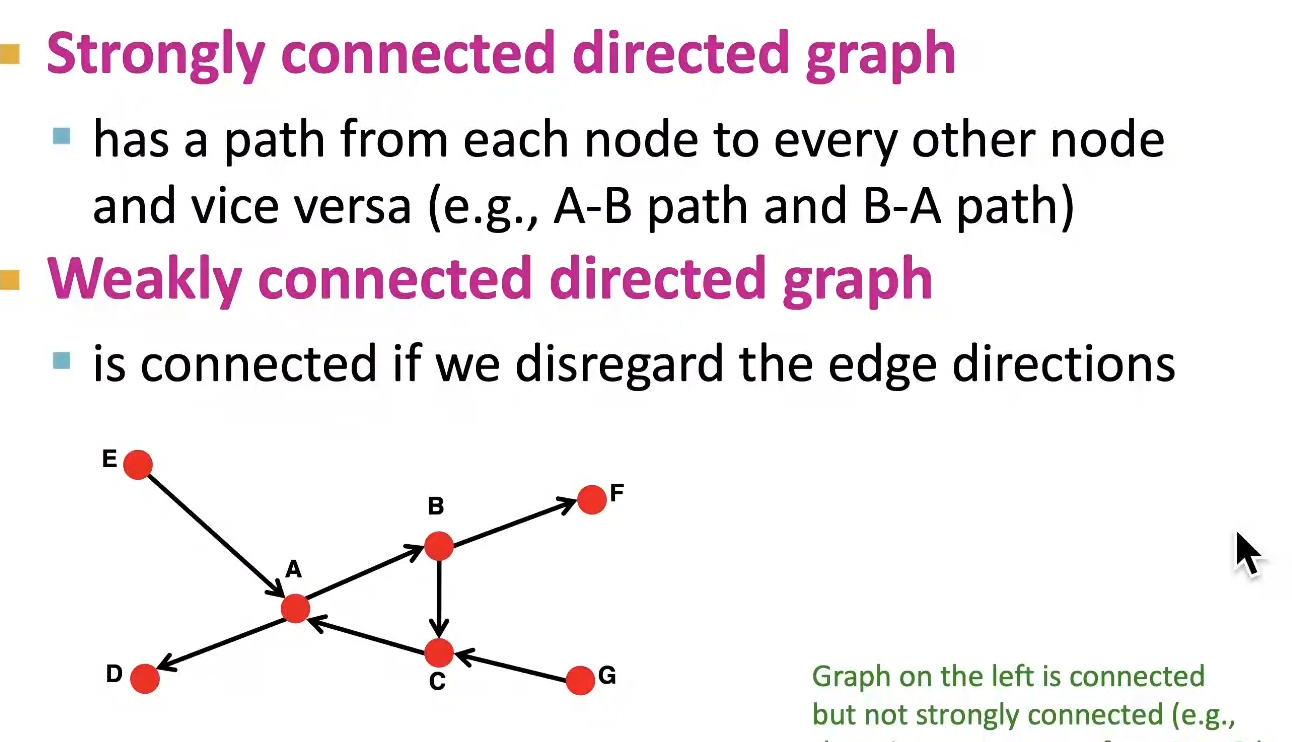 Strongly connected directed graph
has a path from each node to every other node
and vice versa (e.g., A-B path and B-A path)
Weakly connected directed graph
is connected if we disregard the edge directions
E
F
B
A
D
C
G
Graph on the left is connected
but not strongly connected (e.g.,